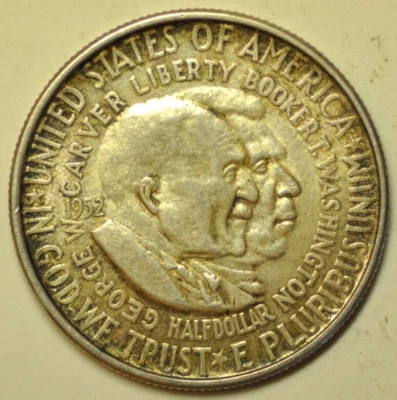 UNITED STATES OF AMERICA
★ E PLURIBUS UNUM ★
IN GOD WE TRUST ★
GEORGE W. CARVER
LIBERTY
BOOKER T. WASHINGTON
1952
HALF DOLLAR